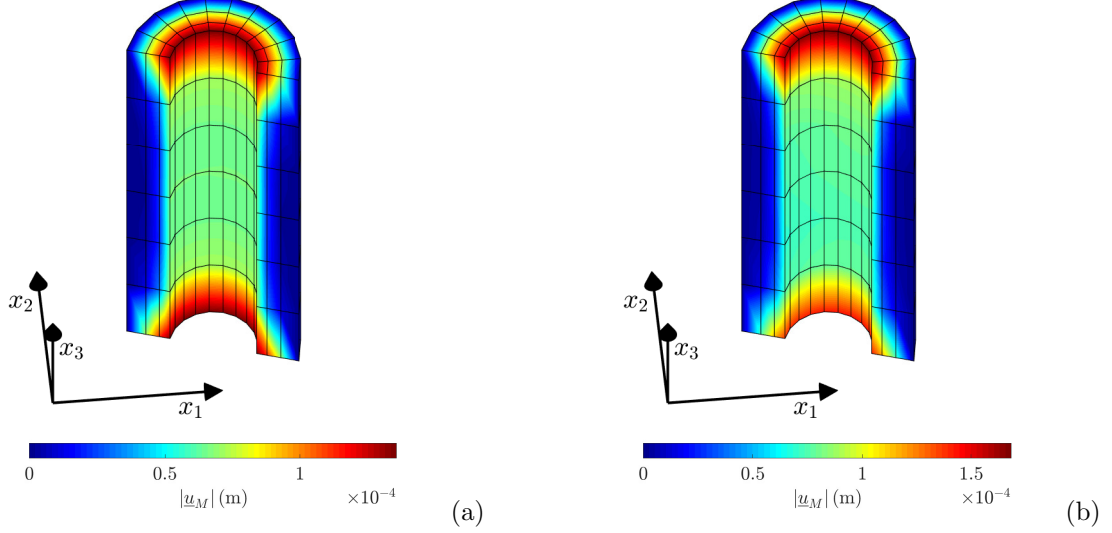 x₂
x₃
x₁
0 0.5 1
|u_M| (m) ×10⁻⁴
(a)
x₂
x₃
x₁
0 0.5 1 1.5
|u_M| (m) ×10⁻⁴
(b)